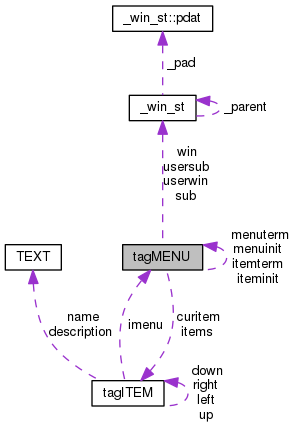 _win_st::pdat
_pad
_win_st
_parent
win
usersub
userwin
sub
tagMENU
menuterm
menuinit
itemterm
iteminit
TEXT
name
description
imenu
curitem
items
tagITEM
down
right
left
up